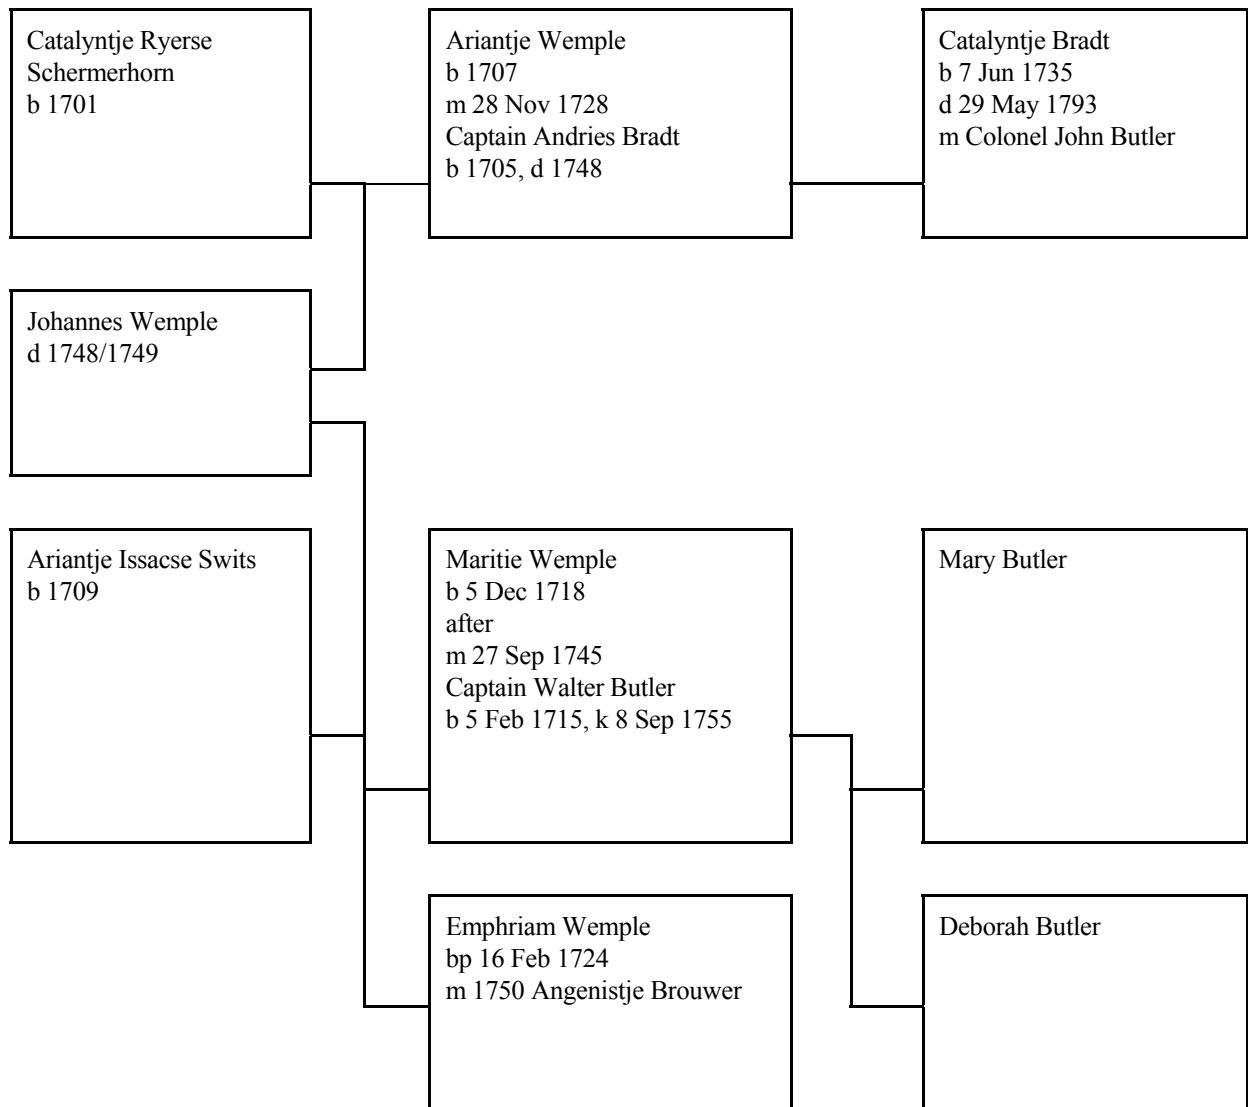 Catalyntje Ryerse
Schermerhorn
b 1701
Ariantje Wemple
b 1707
m 28 Nov 1728
Captain Andries Bradt
b 1705, d 1748
Catalyntje Bradt
b 7 Jun 1735
d 29 May 1793
m Colonel John Butler
Johannes Wemple
d 1748/1749
Ariantje Issacse Swits
b 1709
Maritie Wemple
b 5 Dec 1718
after
m 27 Sep 1745
Captain Walter Butler
b 5 Feb 1715, k 8 Sep 1755
Mary Butler
Emphriam Wemple
bp 16 Feb 1724
m 1750 Angenistje Brouwer
Deborah Butler